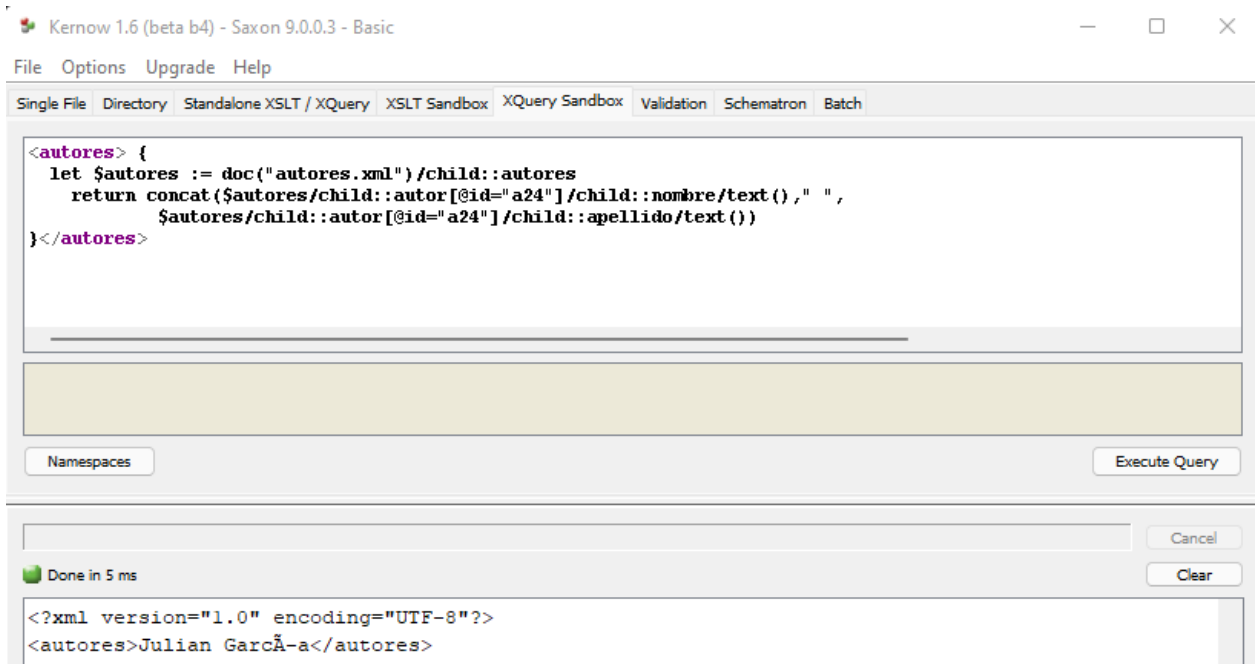 Kernow 1.6 (beta b4) - Saxon 9.0.0.3 - Basic
File Options Upgrade Help
Single File Directory Standalone XSLT / XQuery XSLT Sandbox XQuery Sandbox Validation Schematron Batch
<autores> {
  let $autores := doc("autores.xml")/child::autores
    return concat($autores/child::autor[@id="a24"]/child::nombre/text()," ",
            $autores/child::autor[@id="a24"]/child::apellido/text())
}</autores>
Namespaces Execute Query
Cancel
Done in 5 ms Clear
<?xml version="1.0" encoding="UTF-8"?>
<autores>Julian GarcÃ-a</autores>